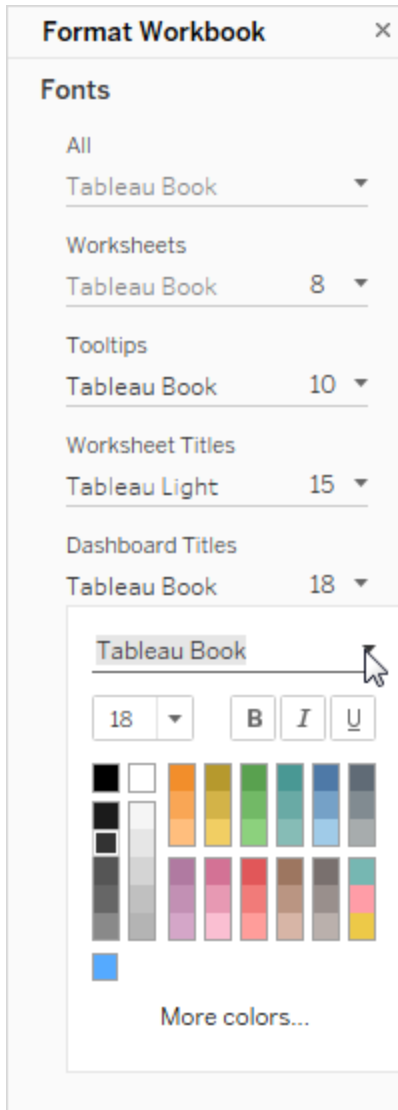 Format Workbook ×
Fonts
All
Tableau Book
Worksheets
Tableau Book 8
Tooltips
Tableau Book 10
Worksheet Titles
Tableau Light 15
Dashboard Titles
Tableau Book 18
Tableau Book
18 B I U
More colors...